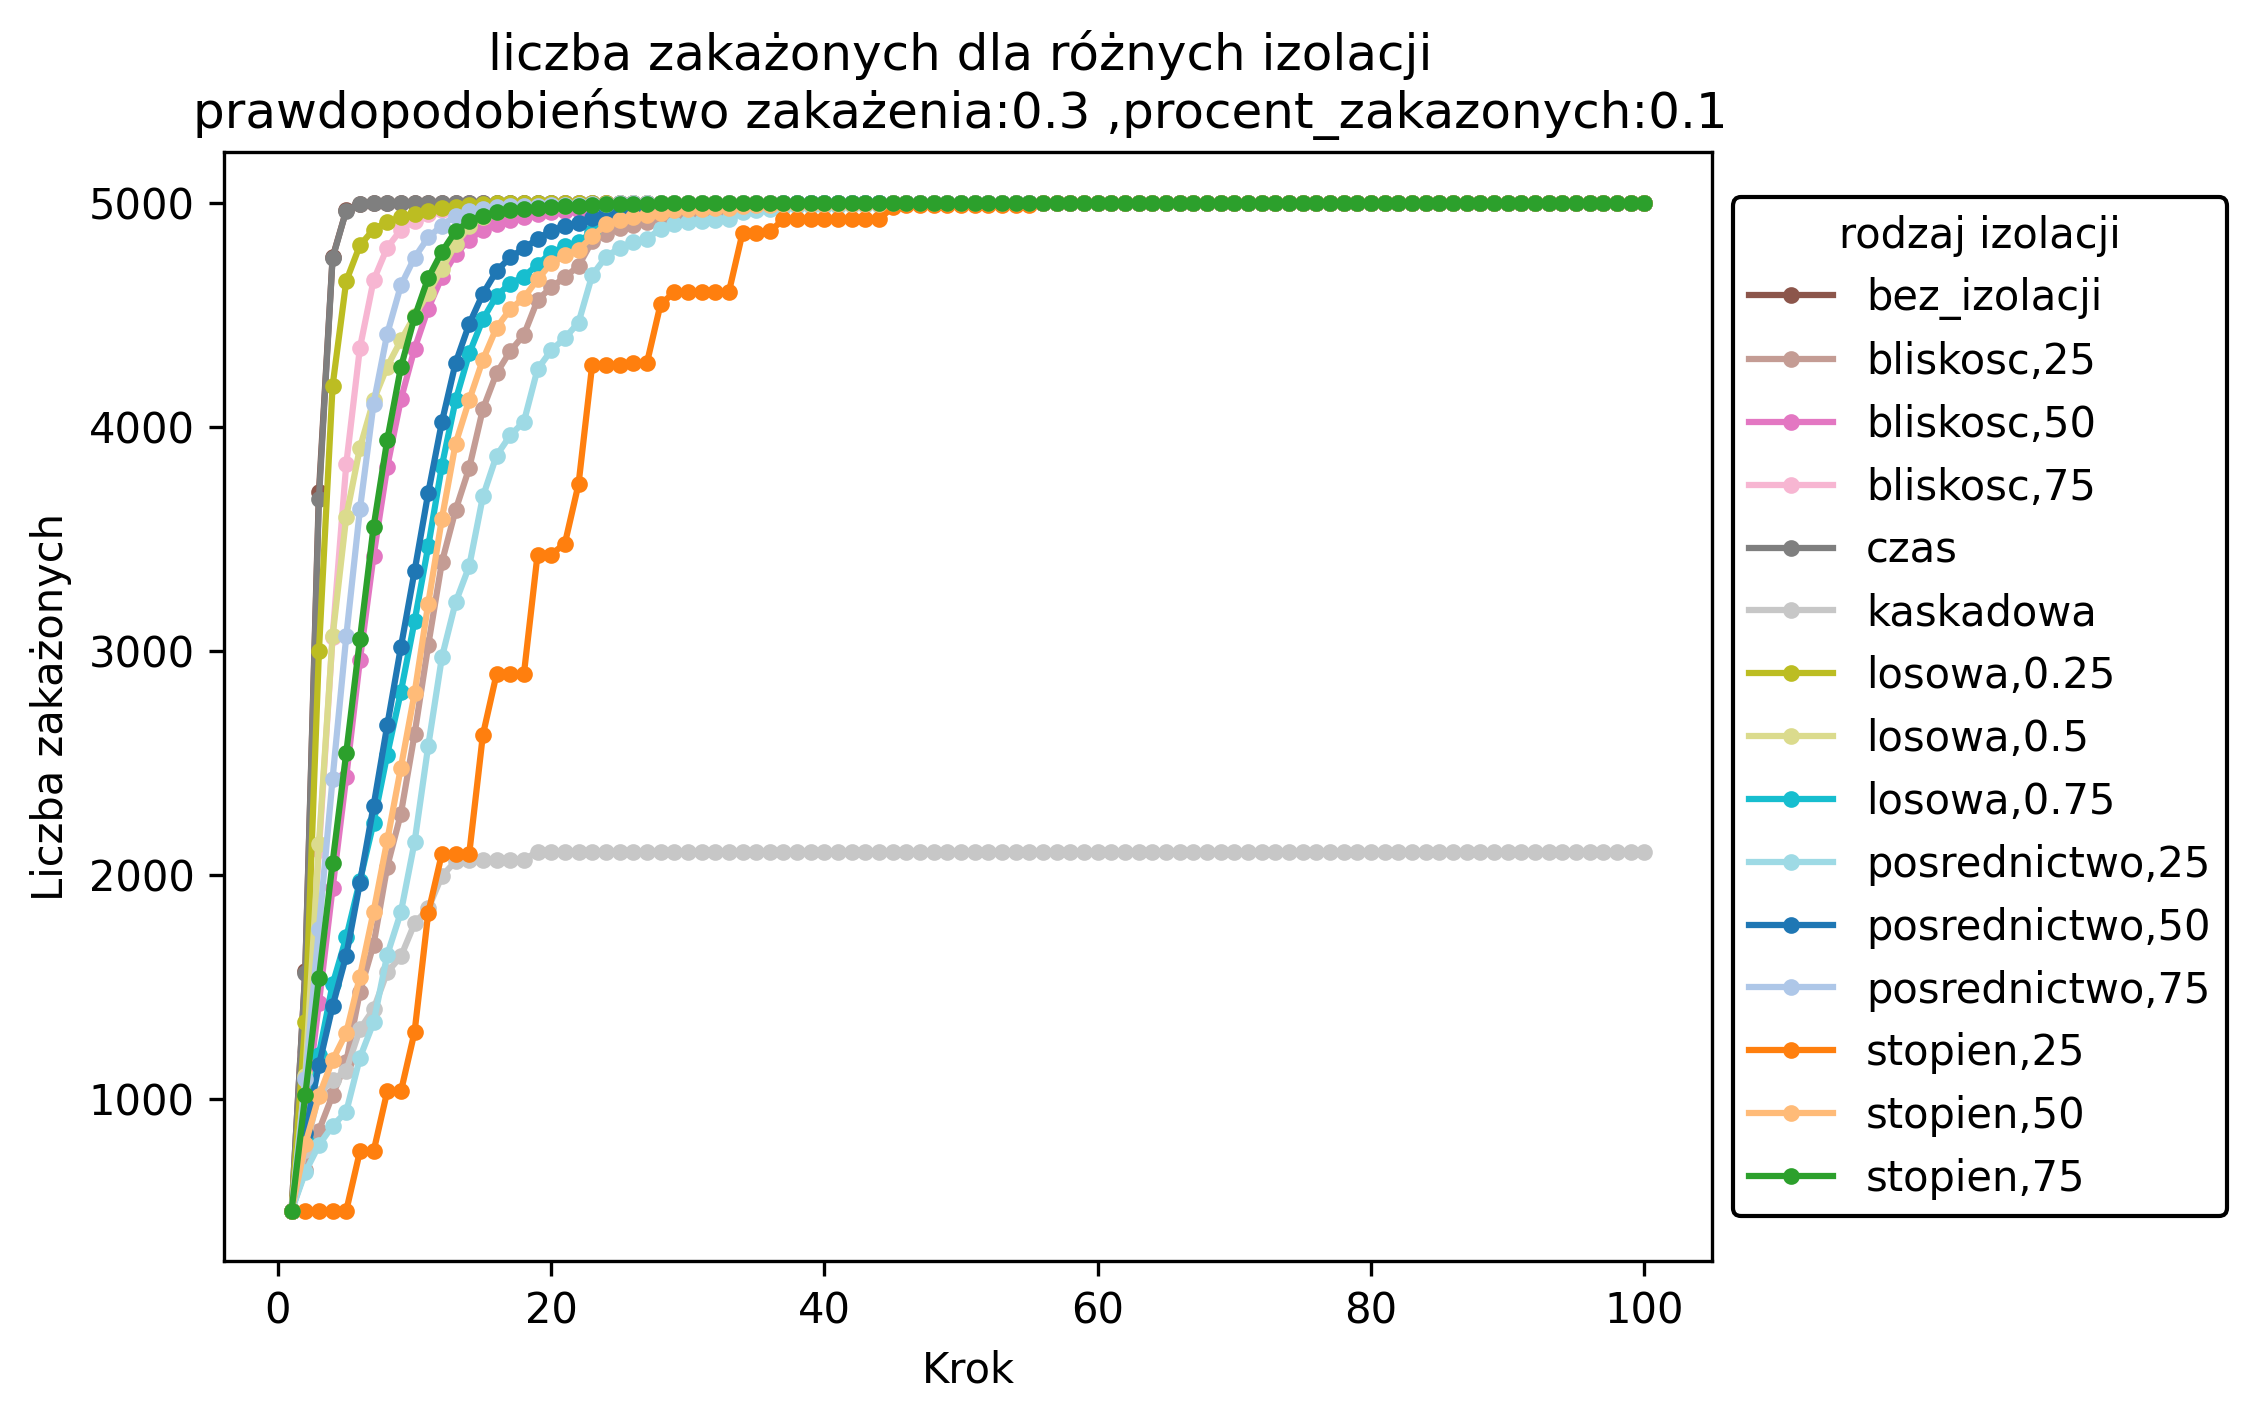 liczba zakażonych dla różnych izolacji
prawdopodobieństwo zakażenia:0.3 ,procent_zakazonych:0.1
Liczba zakażonych
5000
4000
3000
2000
1000
0
20
40
60
80
100
Krok
rodzaj izolacji
bez_izolacji
bliskosc,25
bliskosc,50
bliskosc,75
czas
kaskadowa
losowa,0.25
losowa,0.5
losowa,0.75
posrednictwo,25
posrednictwo,50
posrednictwo,75
stopien,25
stopien,50
stopien,75